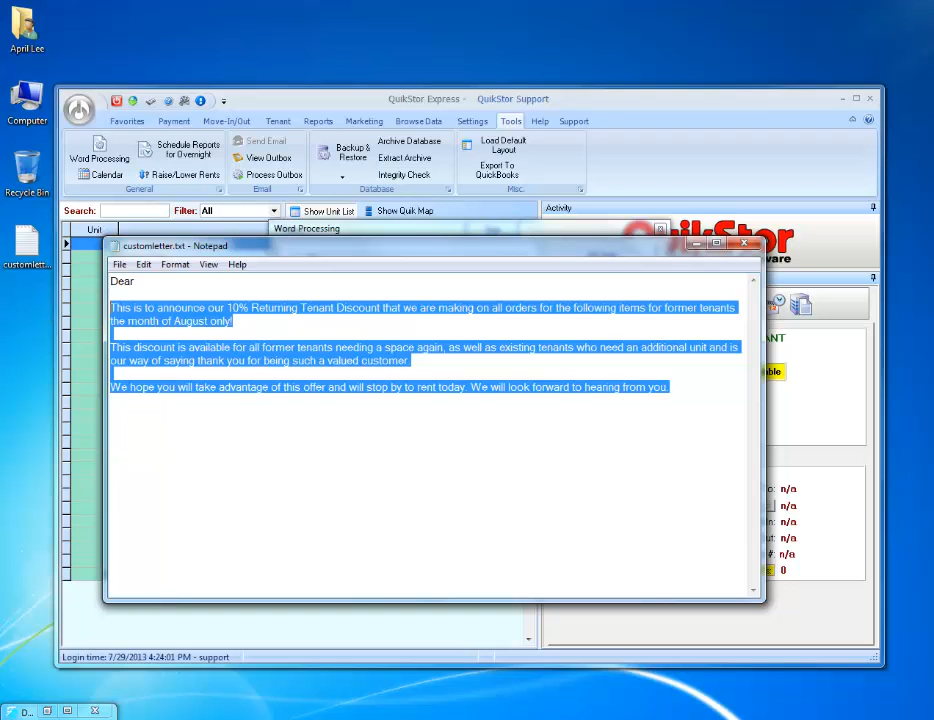 April Lee
Computer
Recycle Bin
customlett...
QuikStor Express - QuikStor Support
Favorites Payment Move-In/Out Tenant Reports Marketing Browse Data Settings Tools Help Support
Word Processing
Calendar
Schedule Reports
for Overnight
Raise/Lower Rents
General
Send Email
View Outbox
Process Outbox
Email
Backup &
Restore
Archive Database
Extract Archive
Integrity Check
Database
Load Default
Layout
Export To
QuickBooks
Misc.
Search: Filter: All Show Unit List Show Quik Map
Activity
Unit
Word Processing
customletter.txt - Notepad
File Edit Format View Help
Dear
This is to announce our 10% Returning Tenant Discount that we are making on all orders for the following items for former tenants
the month of August only!
This discount is available for all former tenants needing a space again, as well as existing tenants who need an additional unit and is
our way of saying thank you for being such a valued customer.
We hope you will take advantage of this offer and will stop by to rent today. We will look forward to hearing from you.
ANT
ble
o: n/a
n/a
In: n/a
ut: n/a
#: n/a
s: 0
Login time: 7/29/2013 4:24:01 PM - support
D...